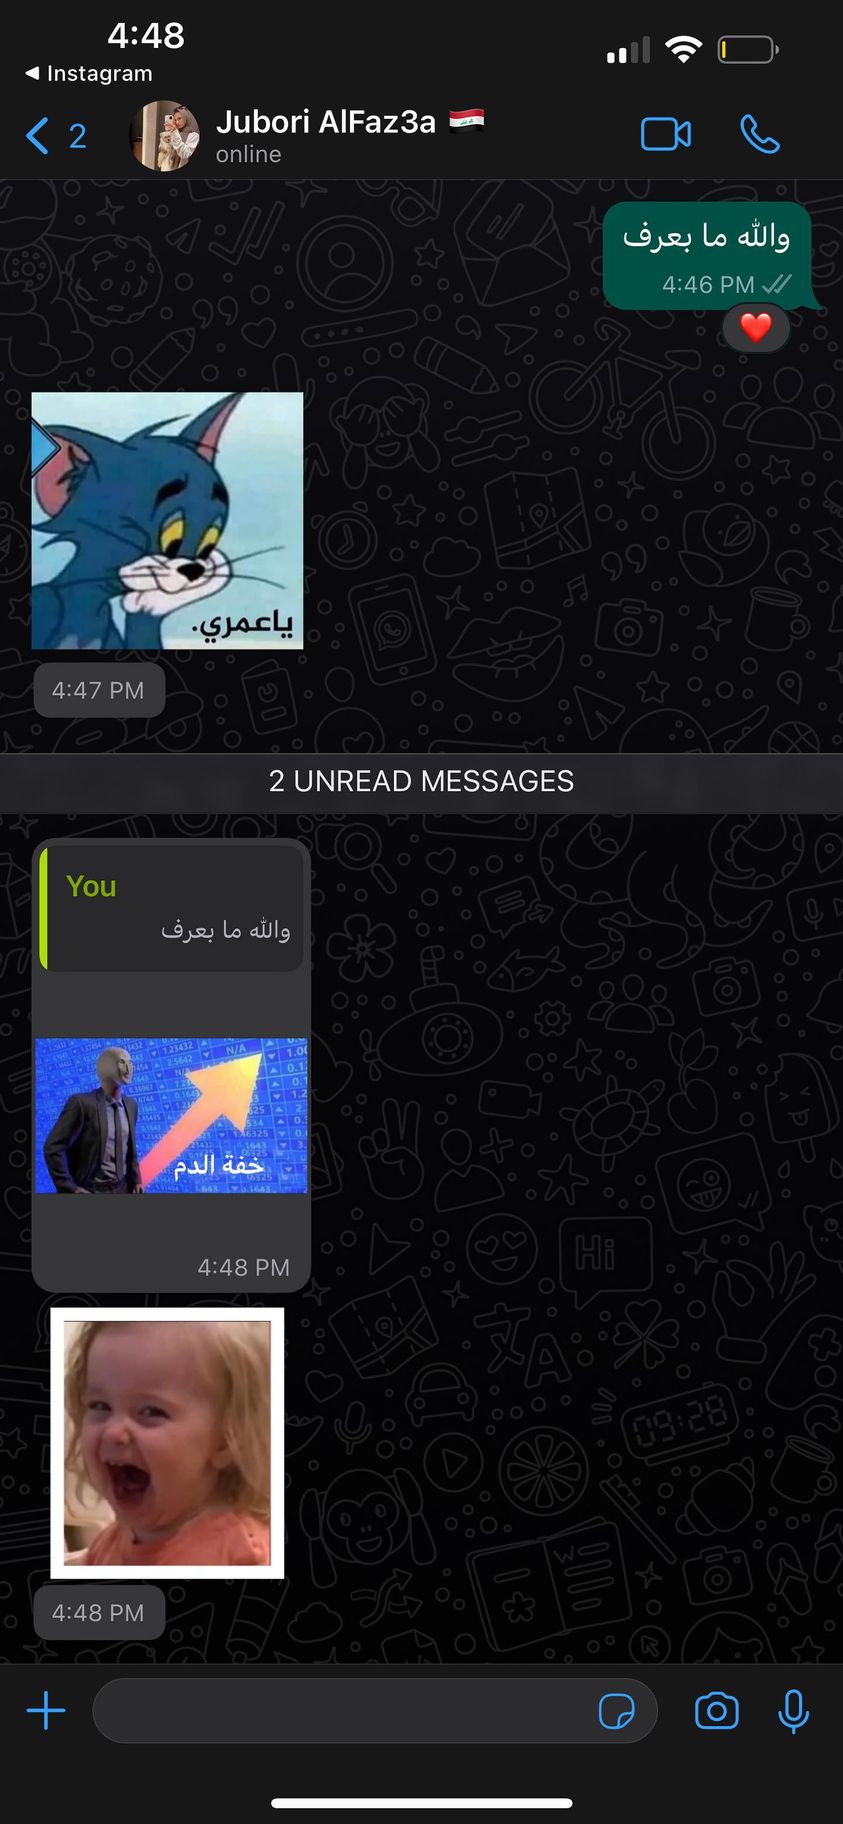 4:48
◀ Instagram
2
Jubori AlFaz3a 🇮🇶
online
والله ما بعرف
4:46 PM
ياعمري.
4:47 PM
2 UNREAD MESSAGES
You
والله ما بعرف
N/A
خفة الدم
4:48 PM
4:48 PM